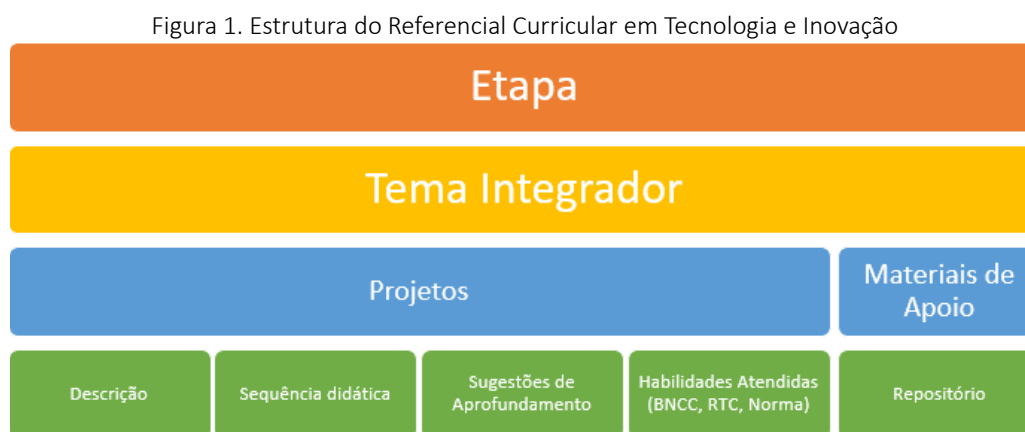 Figura 1. Estrutura do Referencial Curricular em Tecnologia e Inovação
Etapa
Tema Integrador
Projetos
Materiais de
Apoio
Descrição
Sequência didática
Sugestões de
Aprofundamento
Habilidades Atendidas
(BNCC, RTC, Norma)
Repositório